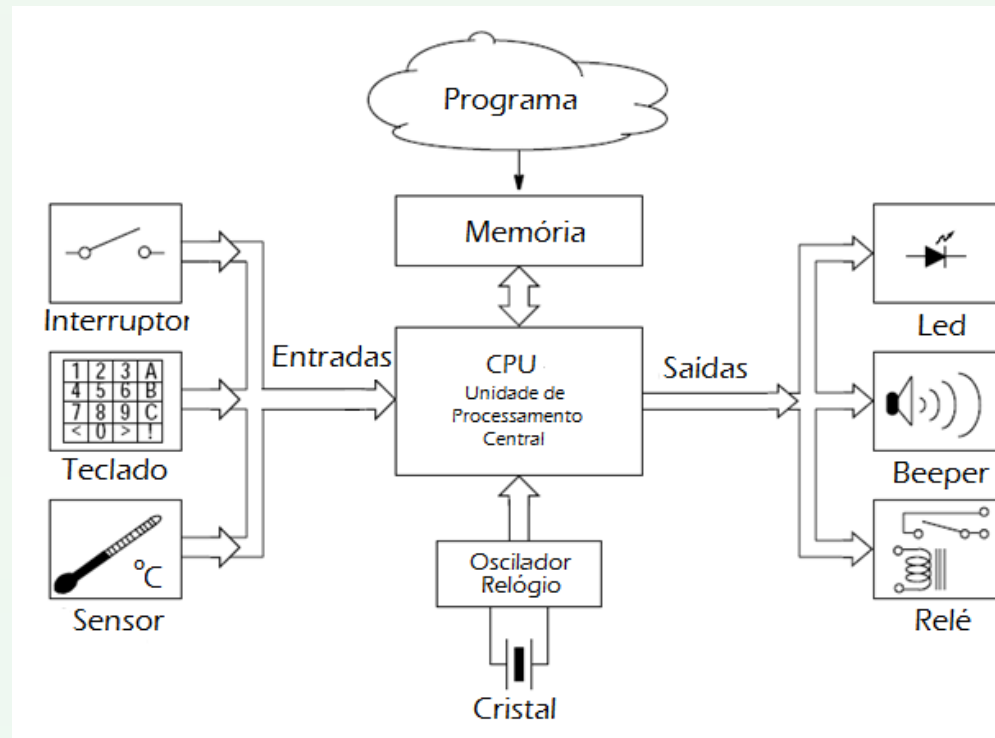 Programa
Memória
Interruptor
Entradas
CPU
Unidade de
Processamento
Central
Saídas
Led
1 2 3 A
4 5 6 B
7 8 9 C
< 0 > !
Teclado
Beeper
°C
Sensor
Oscilador
Relógio
Cristal
Relé